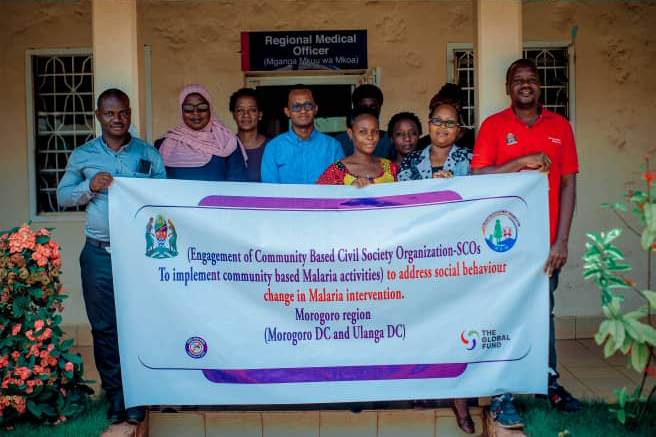 Regional Medical
Officer
(Mganga Mkuu wa Mkoa)
(Engagement of Community Based Civil Society Organization-SCOs
To implement community based Malaria activities) to address social behaviour
change in Malaria intervention.
Morogoro region
(Morogoro DC and Ulanga DC)
THE
GLOBAL
FUND